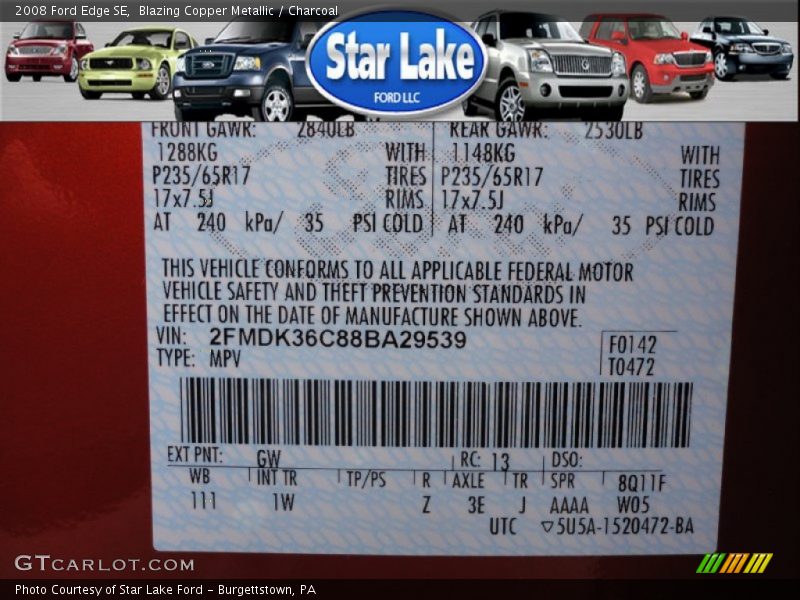 2008 Ford Edge SE, Blazing Copper Metallic / Charcoal
Star Lake
FORD LLC
FRONT GAWR: 2840LB REAR GAWR: 2530LB
1288KG WITH 1148KG WITH
P235/65R17 TIRES P235/65R17 TIRES
17x7.5J RIMS 17x7.5J RIMS
AT 240 kPa/ 35 PSI COLD AT 240 kPa/ 35 PSI COLD
THIS VEHICLE CONFORMS TO ALL APPLICABLE FEDERAL MOTOR
VEHICLE SAFETY AND THEFT PREVENTION STANDARDS IN
EFFECT ON THE DATE OF MANUFACTURE SHOWN ABOVE.
VIN: 2FMDK36C88BA29539
TYPE: MPV
F0142
T0472
EXT PNT: GW RC: 13 DSO:
WB INT TR TP/PS R AXLE TR SPR 8Q11F
111 1W Z 3E J AAAA W05
UTC ▽5U5A-1520472-BA
GTCARLOT.COM
Photo Courtesy of Star Lake Ford - Burgettstown, PA